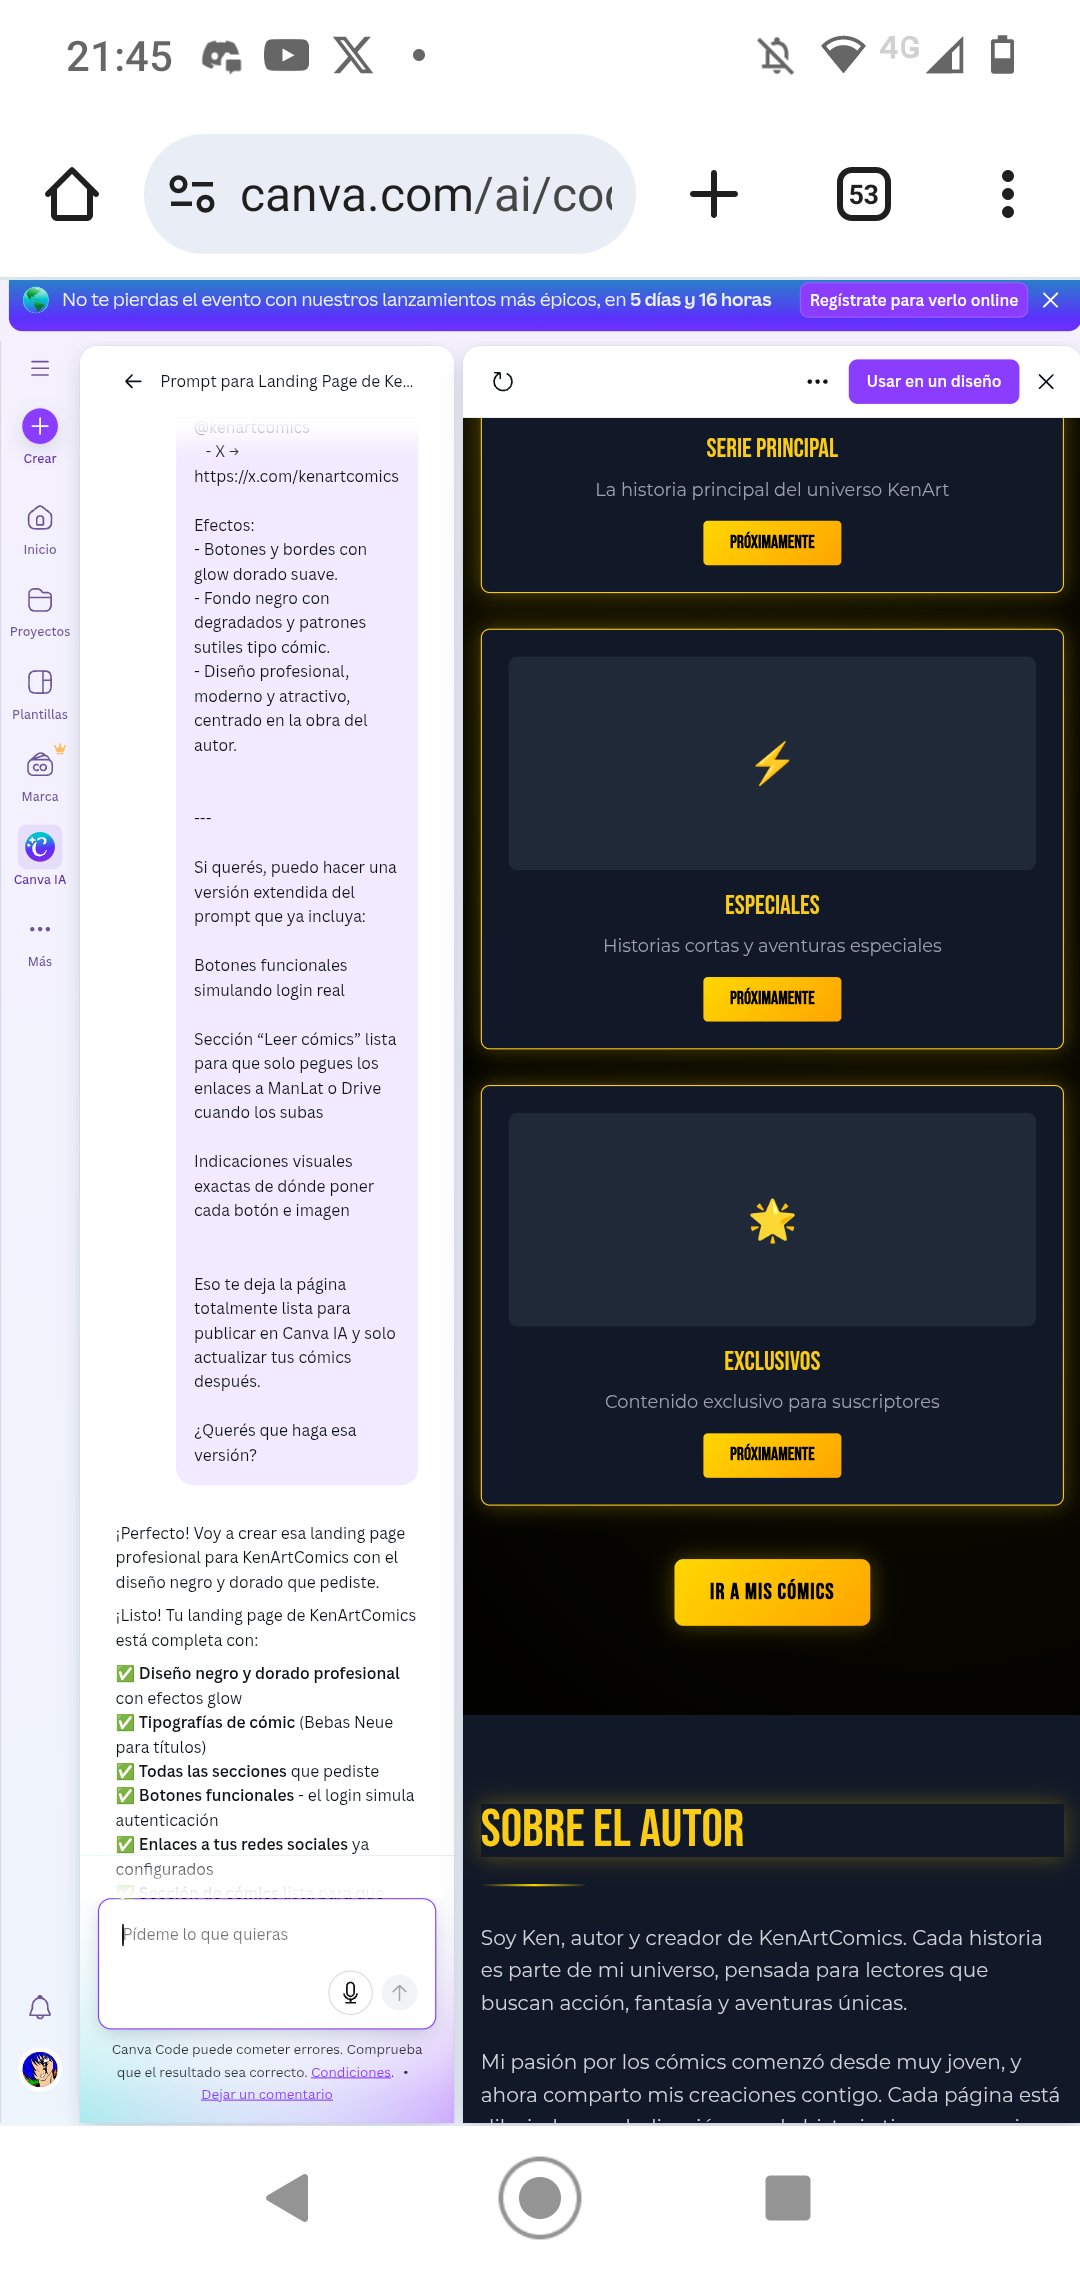 21:45
4G
canva.com/ai/coc
53
No te pierdas el evento con nuestros lanzamientos más épicos, en 5 días y 16 horas
Regístrate para verlo online
Crear
Inicio
Proyectos
Plantillas
CO
Marca
Canva IA
Más
Prompt para Landing Page de Ke...
@kenartcomics
- X →
https://x.com/kenartcomics
Efectos:
- Botones y bordes con
glow dorado suave.
- Fondo negro con
degradados y patrones
sutiles tipo cómic.
- Diseño profesional,
moderno y atractivo,
centrado en la obra del
autor.
---
Si querés, puedo hacer una
versión extendida del
prompt que ya incluya:
Botones funcionales
simulando login real
Sección “Leer cómics” lista
para que solo pegues los
enlaces a ManLat o Drive
cuando los subas
Indicaciones visuales
exactas de dónde poner
cada botón e imagen
Eso te deja la página
totalmente lista para
publicar en Canva IA y solo
actualizar tus cómics
después.
¿Querés que haga esa
versión?
¡Perfecto! Voy a crear esa landing page
profesional para KenArtComics con el
diseño negro y dorado que pediste.
¡Listo! Tu landing page de KenArtComics
está completa con:
✅ Diseño negro y dorado profesional
con efectos glow
✅ Tipografías de cómic (Bebas Neue
para títulos)
✅ Todas las secciones que pediste
✅ Botones funcionales - el login simula
autenticación
✅ Enlaces a tus redes sociales ya
configurados
✅ Sección de cómics lista para que
Pídeme lo que quieras
Canva Code puede cometer errores. Comprueba
que el resultado sea correcto. Condiciones. •
Dejar un comentario
Usar en un diseño
SERIE PRINCIPAL
La historia principal del universo KenArt
PRÓXIMAMENTE
ESPECIALES
Historias cortas y aventuras especiales
PRÓXIMAMENTE
EXCLUSIVOS
Contenido exclusivo para suscriptores
PRÓXIMAMENTE
IR A MIS CÓMICS
SOBRE EL AUTOR
Soy Ken, autor y creador de KenArtComics. Cada historia
es parte de mi universo, pensada para lectores que
buscan acción, fantasía y aventuras únicas.
Mi pasión por los cómics comenzó desde muy joven, y
ahora comparto mis creaciones contigo. Cada página está